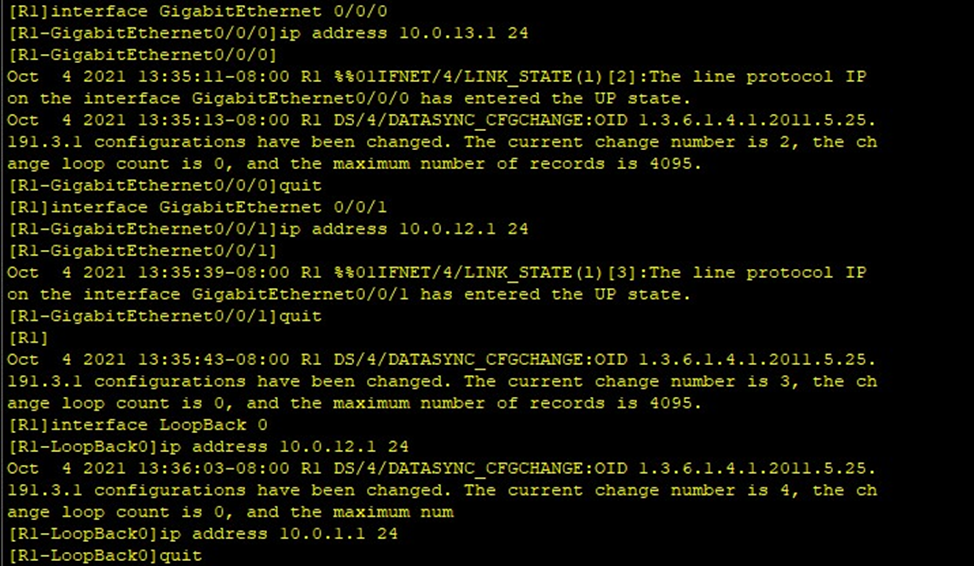 [R1]interface GigabitEthernet 0/0/0
[R1-GigabitEthernet0/0/0]ip address 10.0.13.1 24
[R1-GigabitEthernet0/0/0]
Oct  4 2021 13:35:11-08:00 R1 %%01IFNET/4/LINK_STATE(l)[2]:The line protocol IP
on the interface GigabitEthernet0/0/0 has entered the UP state.
Oct  4 2021 13:35:13-08:00 R1 DS/4/DATASYNC_CFGCHANGE:OID 1.3.6.1.4.1.2011.5.25.
191.3.1 configurations have been changed. The current change number is 2, the ch
ange loop count is 0, and the maximum number of records is 4095.
[R1-GigabitEthernet0/0/0]quit
[R1]interface GigabitEthernet 0/0/1
[R1-GigabitEthernet0/0/1]ip address 10.0.12.1 24
[R1-GigabitEthernet0/0/1]
Oct  4 2021 13:35:39-08:00 R1 %%01IFNET/4/LINK_STATE(l)[3]:The line protocol IP
on the interface GigabitEthernet0/0/1 has entered the UP state.
[R1-GigabitEthernet0/0/1]quit
[R1]
Oct  4 2021 13:35:43-08:00 R1 DS/4/DATASYNC_CFGCHANGE:OID 1.3.6.1.4.1.2011.5.25.
191.3.1 configurations have been changed. The current change number is 3, the ch
ange loop count is 0, and the maximum number of records is 4095.
[R1]interface LoopBack 0
[R1-LoopBack0]ip address 10.0.12.1 24
Oct  4 2021 13:36:03-08:00 R1 DS/4/DATASYNC_CFGCHANGE:OID 1.3.6.1.4.1.2011.5.25.
191.3.1 configurations have been changed. The current change number is 4, the ch
ange loop count is 0, and the maximum num
[R1-LoopBack0]ip address 10.0.1.1 24
[R1-LoopBack0]quit